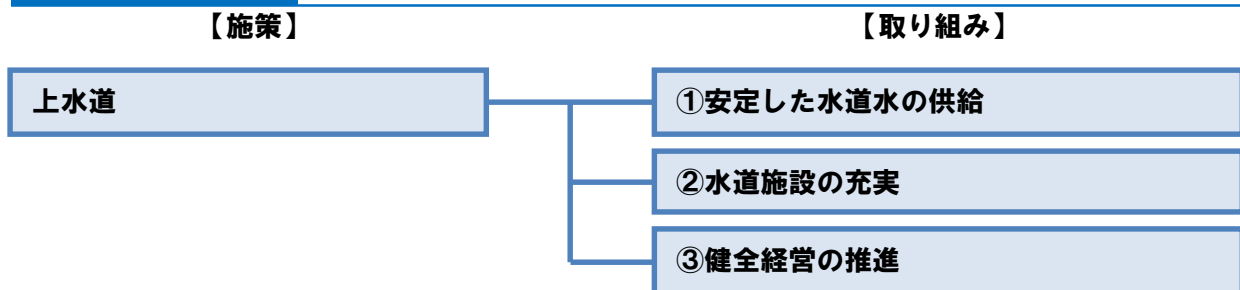 【施策】
【取り組み】
上水道
①安定した水道水の供給
②水道施設の充実
③健全経営の推進